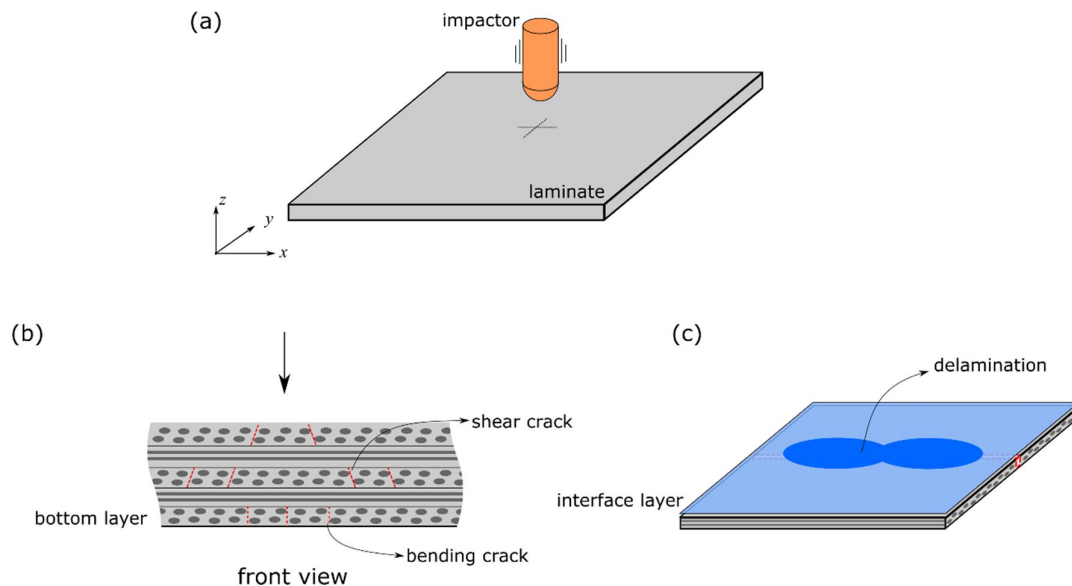 (a)
impactor
laminate
z
y
x
(b)
shear crack
bottom layer
bending crack
front view
(c)
delamination
interface layer